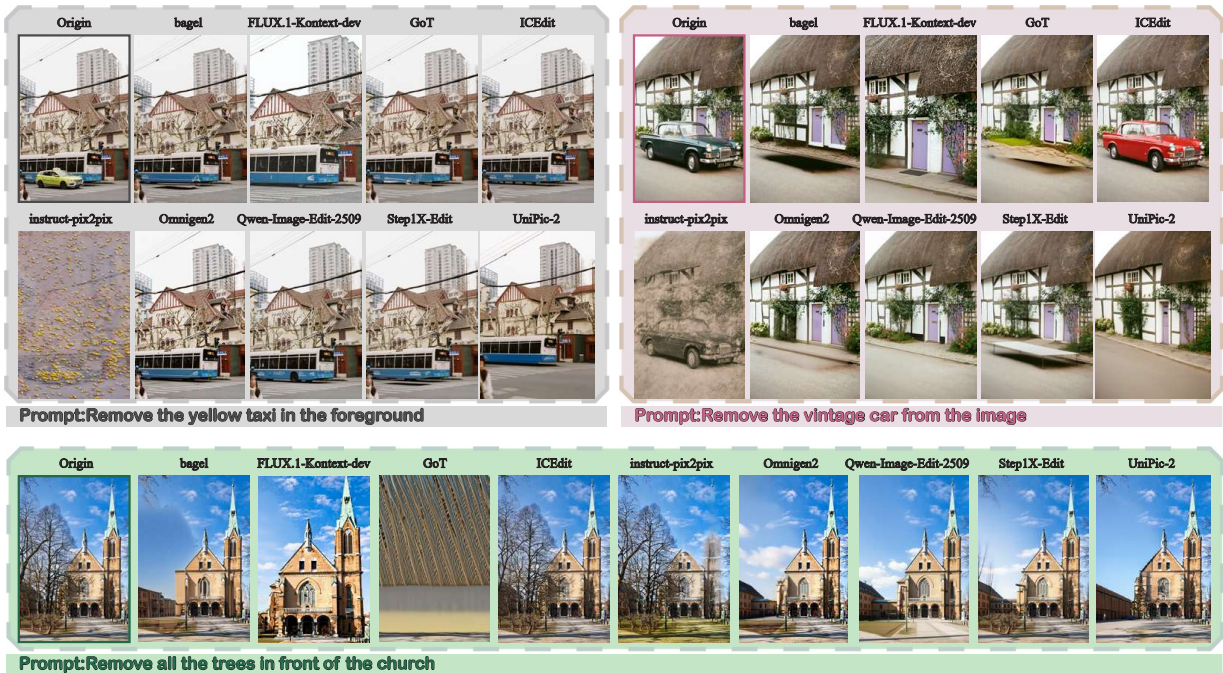 Origin bagel FLUX.1-Kontext-dev GoT ICEdit
instruct-pix2pix Omnigen2 Qwen-Image-Edit-2509 Step1X-Edit UniPic-2
Prompt:Remove the yellow taxi in the foreground
Origin bagel FLUX.1-Kontext-dev GoT ICEdit
instruct-pix2pix Omnigen2 Qwen-Image-Edit-2509 Step1X-Edit UniPic-2
Prompt:Remove the vintage car from the image
Origin bagel FLUX.1-Kontext-dev GoT ICEdit instruct-pix2pix Omnigen2 Qwen-Image-Edit-2509 Step1X-Edit UniPic-2
Prompt:Remove all the trees in front of the church